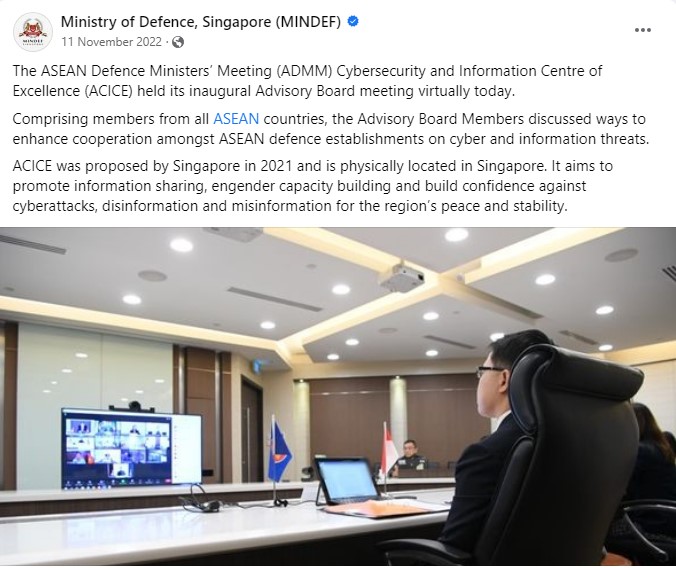 Ministry of Defence, Singapore (MINDEF)
11 November 2022 ·
The ASEAN Defence Ministers’ Meeting (ADMM) Cybersecurity and Information Centre of
Excellence (ACICE) held its inaugural Advisory Board meeting virtually today.
Comprising members from all ASEAN countries, the Advisory Board Members discussed ways to
enhance cooperation amongst ASEAN defence establishments on cyber and information threats.
ACICE was proposed by Singapore in 2021 and is physically located in Singapore. It aims to
promote information sharing, engender capacity building and build confidence against
cyberattacks, disinformation and misinformation for the region’s peace and stability.